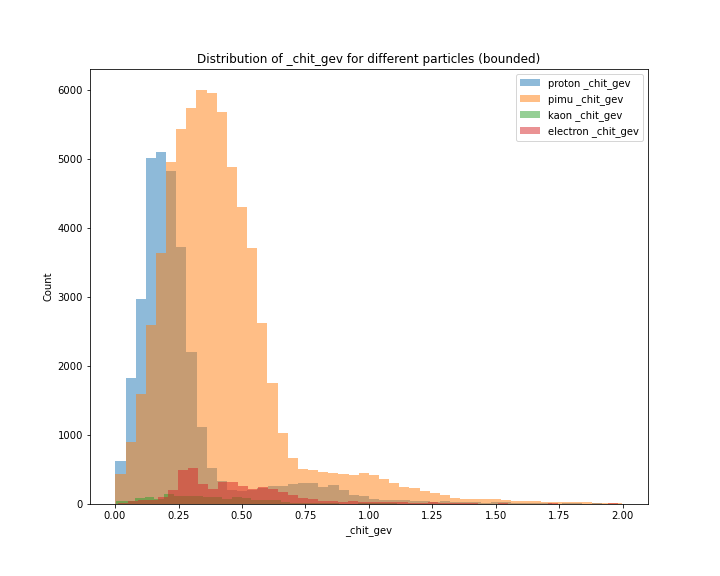 Distribution of _chit_gev for different particles (bounded)
proton _chit_gev
pimu _chit_gev
kaon _chit_gev
electron _chit_gev
6000
5000
4000
3000
2000
1000
0
Count
0.00 0.25 0.50 0.75 1.00 1.25 1.50 1.75 2.00
_chit_gev